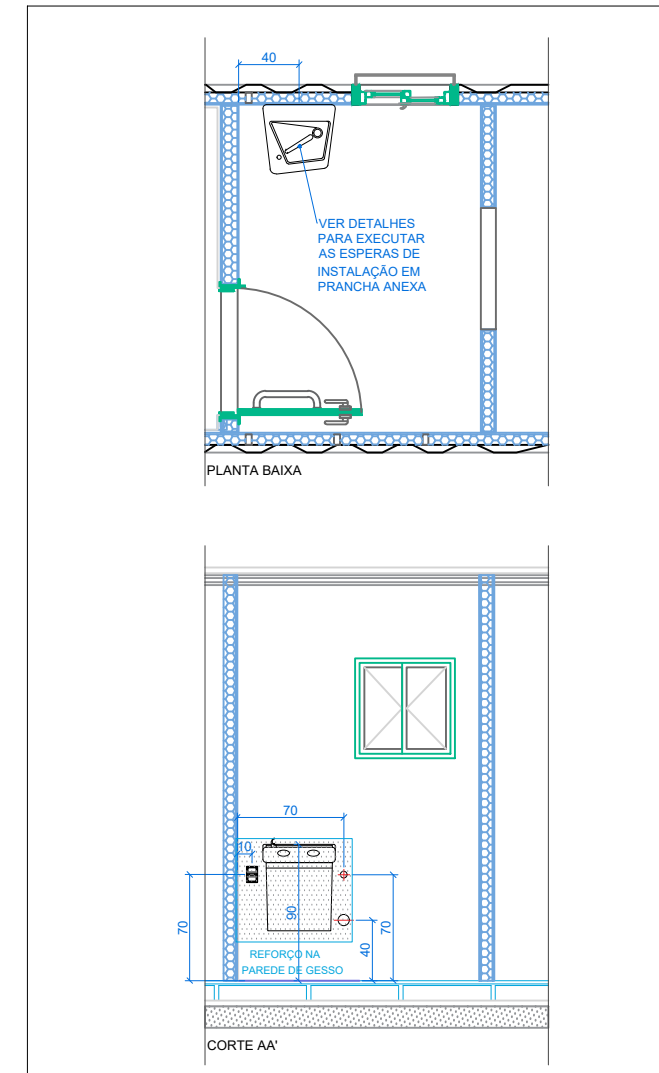 40
VER DETALHES
PARA EXECUTAR
AS ESPERAS DE
INSTALAÇÃO EM
PRANCHA ANEXA
PLANTA BAIXA
70
10
70
90
70
40
REFORÇO NA
PAREDE DE GESSO
CORTE AA'